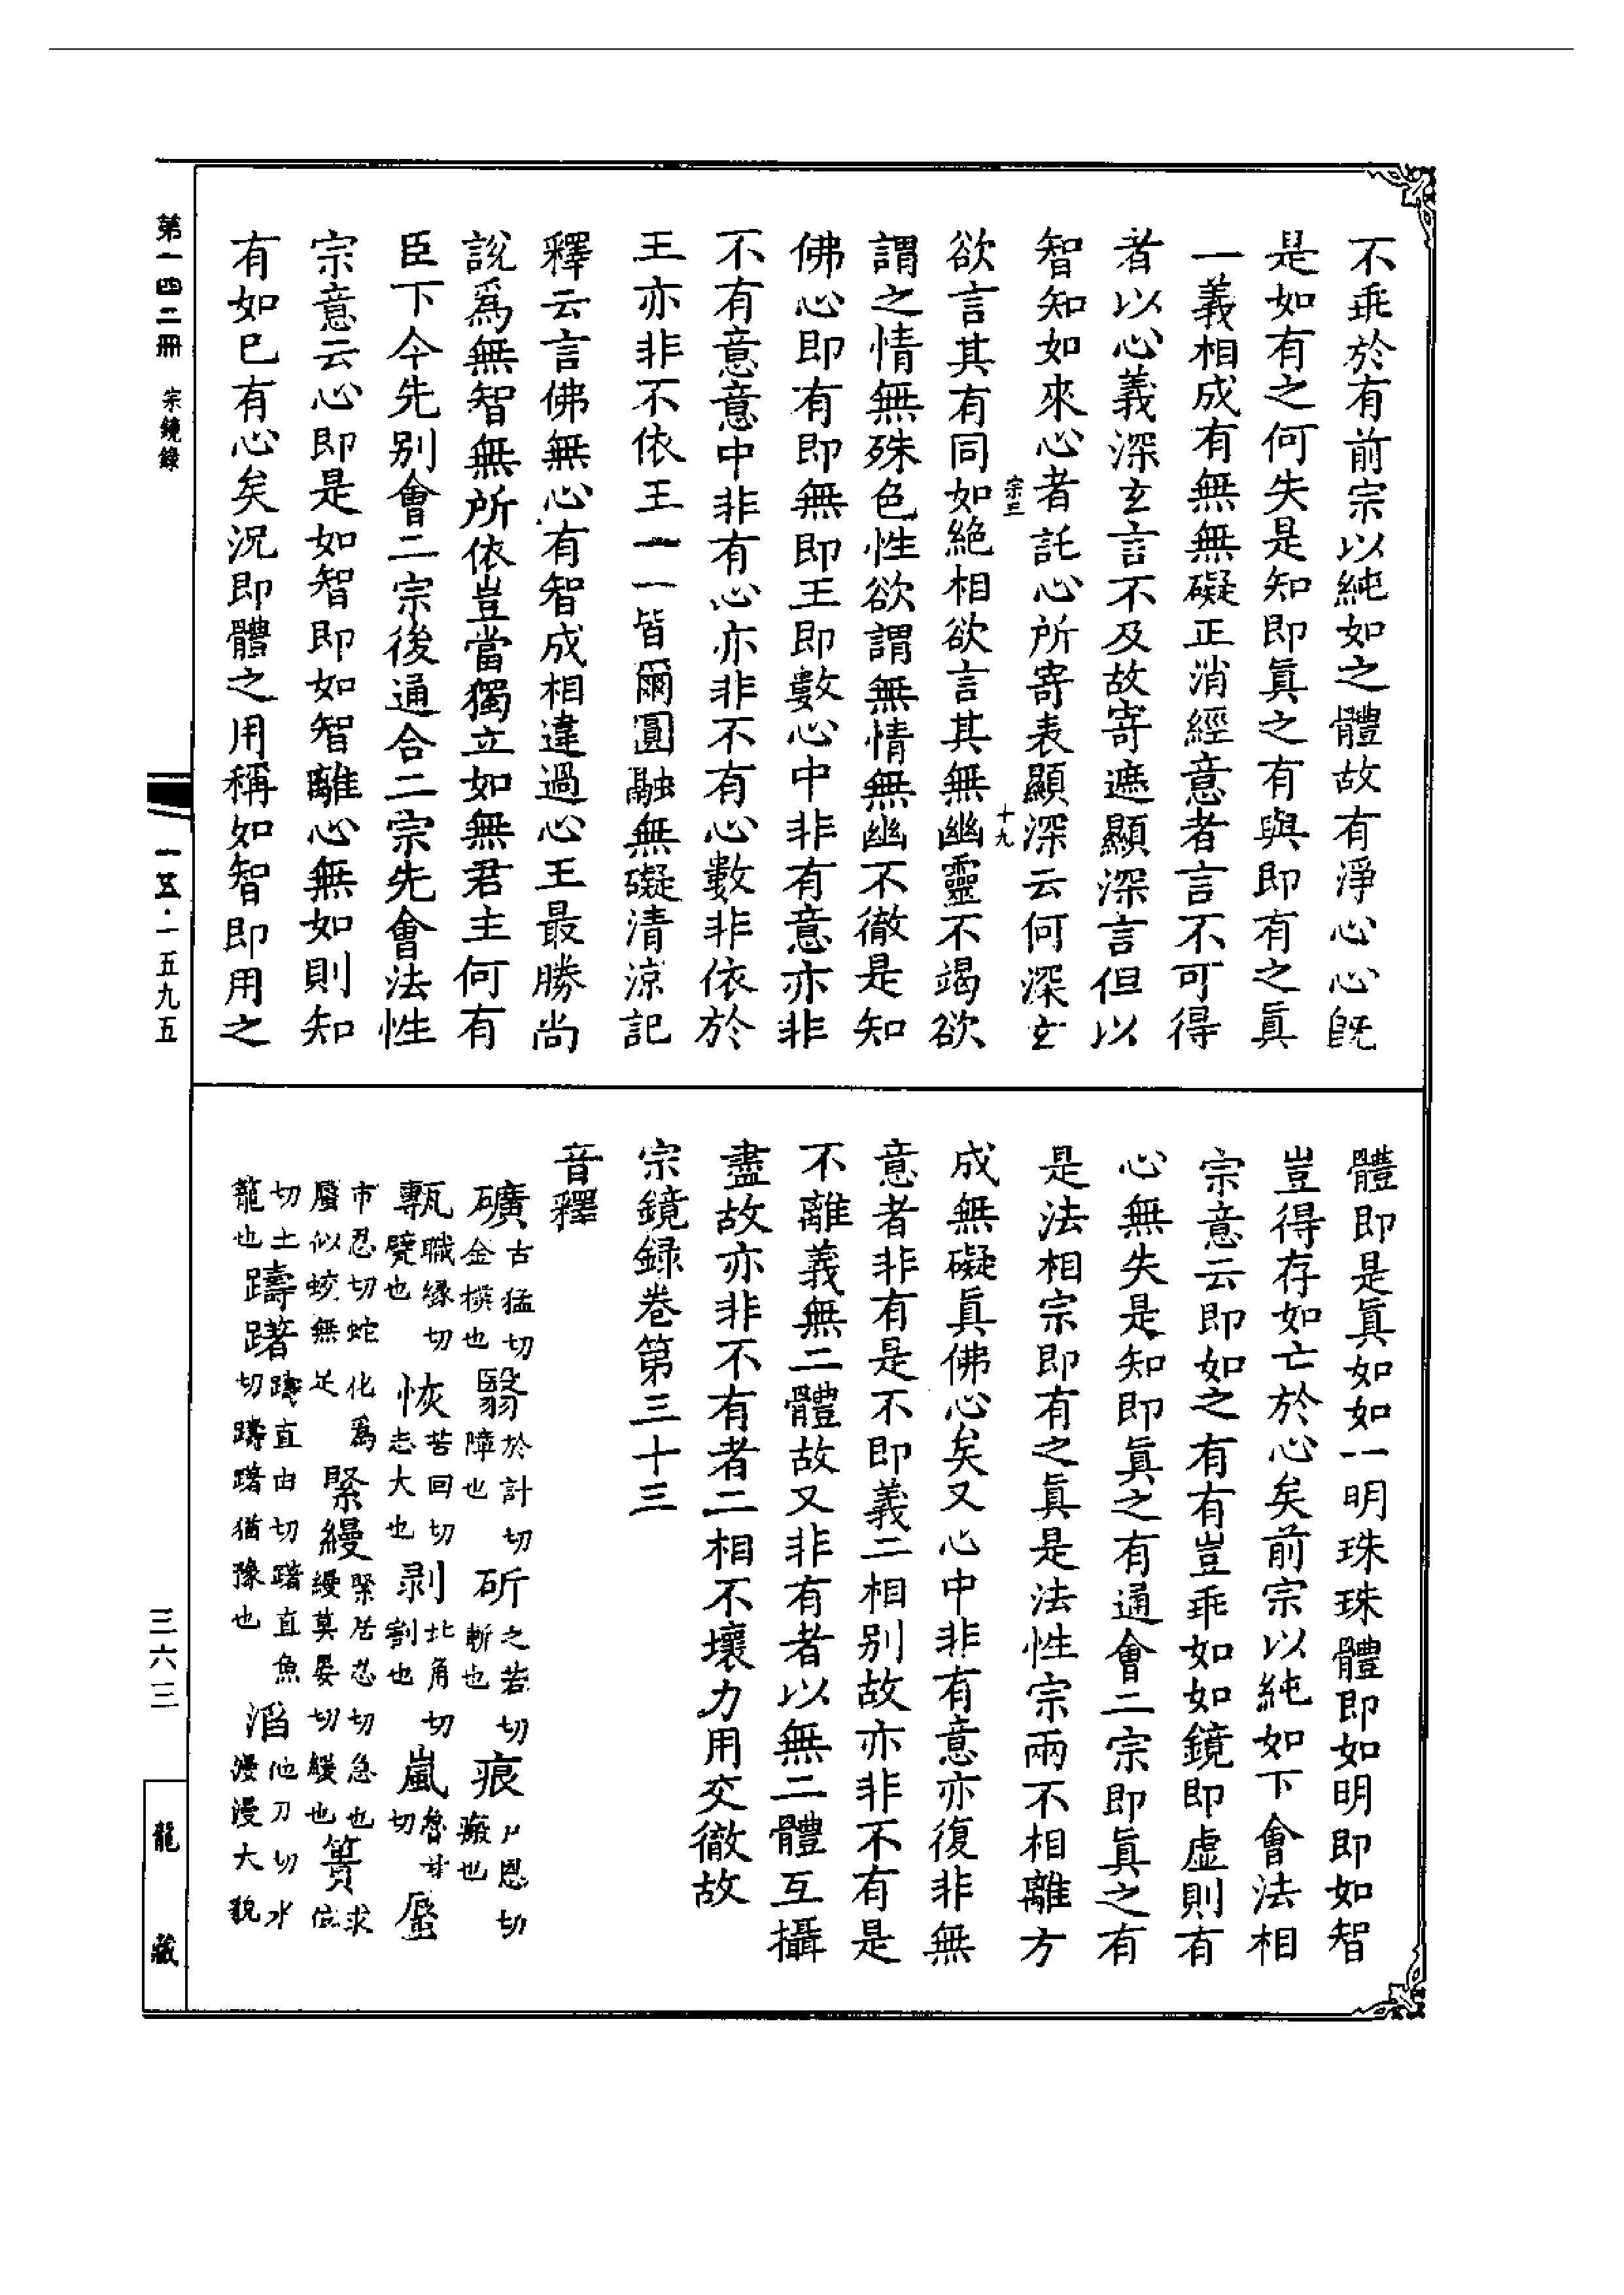 不乖於有前宗以純如之體故有淨心心旣
是如有之何失是知即眞之有與即有之眞
一義相成有無無礙正消經意者言不可得
者以心義深玄言不及故寄遮顯深言但以
智知如來心者託心所寄表顯深云何深玄
宗三
十九
欲言其有同如絶相欲言其無幽靈不竭欲
謂之情無殊色性欲謂無情無幽不徹是知
佛心即有即無即王即數心中非有意亦非
不有意意中非有心亦非不有心數非依於
王亦非不依王一一皆爾圓融無礙清涼記
釋云言佛無心有智成相違過心王最勝尚
說爲無智無所依豈當獨立如無君主何有
臣下今先別會二宗後通合二宗先會法性
宗意云心即是如智即如智離心無如則知
有如已有心矣況即體之用稱如智即用之
體即是眞如如一明珠珠體即如明即如智
豈得存如亡於心矣前宗以純如下會法相
宗意云即如之有有豈乖如如鏡即虛則有
心無失是知即眞之有通會二宗即眞之有
是法相宗即有之眞是法性宗兩不相離方
成無礙眞佛心矣又心中非有意亦復非無
意者非有是不即義二相別故亦非不有是
不離義無二體故又非有者以無二體互攝
盡故亦非不有者二相不壞力用交徹故
宗鏡録卷第三十三
音釋
礦古猛切金樸也 翳於計切障也 斫之若切斬也 痕戶恩切瘢也
甎職緣切甓也 恢苦回切志大也 剥北角切割也 嵐魯甘切 蜃
市忍切蛇化爲蜃似蛟無足 緊縵緊居忍切急也縵莫晏切緩也 簣求位
切土籠也 躊躇躊直由切躇直魚切躊躇猶豫也 滔他刀切水漫漫大貌
第一四二冊 宗鏡錄
一五·一五九五
三六三
龍藏